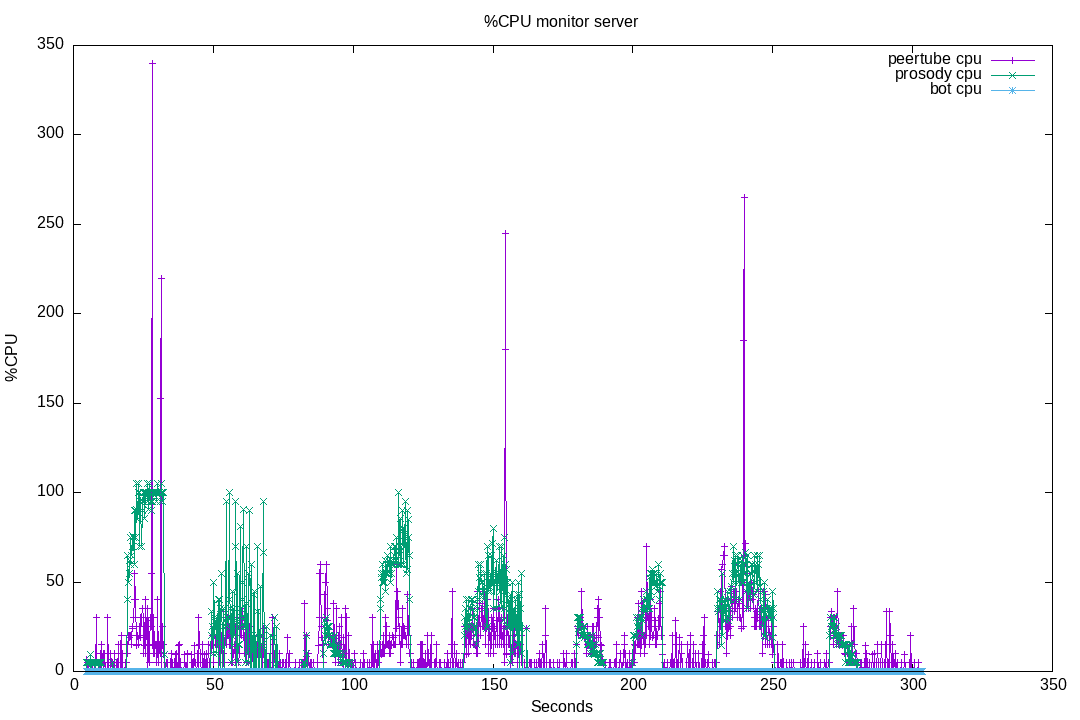 %CPU monitor server
peertube cpu
prosody cpu
bot cpu
350
300
250
200
150
100
50
0
%CPU
0 50 100 150 200 250 300 350
Seconds